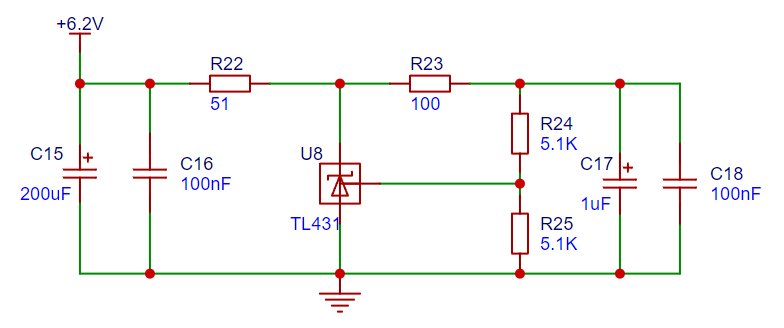 +6.2V
R22
51
R23
100
C15
200uF
C16
100nF
U8
TL431
R24
5.1K
R25
5.1K
C17
1uF
C18
100nF